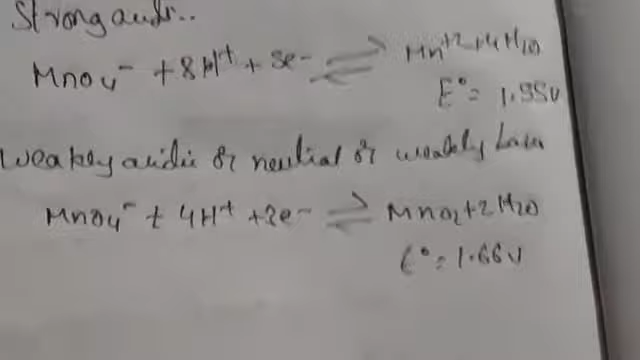 Strong acidi..
MnO4⁻ + 8H⁺ + 5e⁻ ⇌ Mn⁺² + 4H2O
E° = 1.55V
Weakly acidic or neutral or weakly basic
MnO4⁻ + 4H⁺ + 3e⁻ ⇌ MnO2 + 2H2O
E° = 1.66V